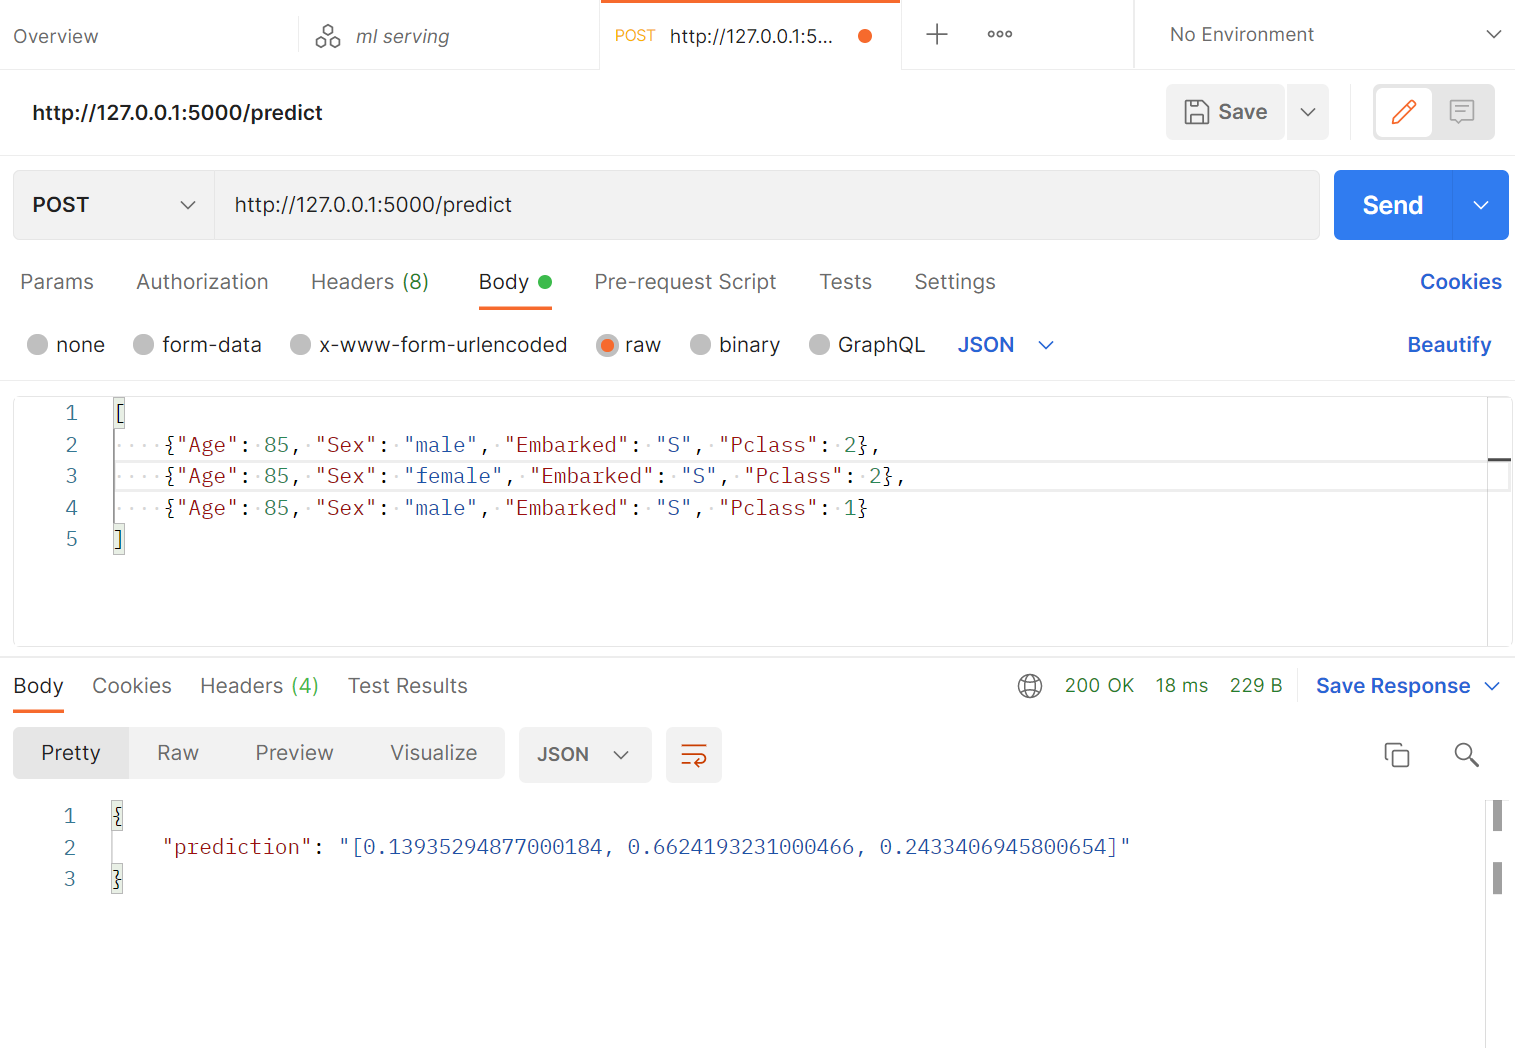 Overview ml serving POST http://127.0.0.1:5... No Environment
http://127.0.0.1:5000/predict Save
POST http://127.0.0.1:5000/predict Send
Params Authorization Headers (8) Body Pre-request Script Tests Settings Cookies
none form-data x-www-form-urlencoded raw binary GraphQL JSON Beautify
1 [
2 {"Age": 85, "Sex": "male", "Embarked": "S", "Pclass": 2},
3 {"Age": 85, "Sex": "female", "Embarked": "S", "Pclass": 2},
4 {"Age": 85, "Sex": "male", "Embarked": "S", "Pclass": 1}
5 ]
Body Cookies Headers (4) Test Results 200 OK 18 ms 229 B Save Response
Pretty Raw Preview Visualize JSON
1 {
2 "prediction": "[0.13935294877000184, 0.6624193231000466, 0.2433406945800654]"
3 }